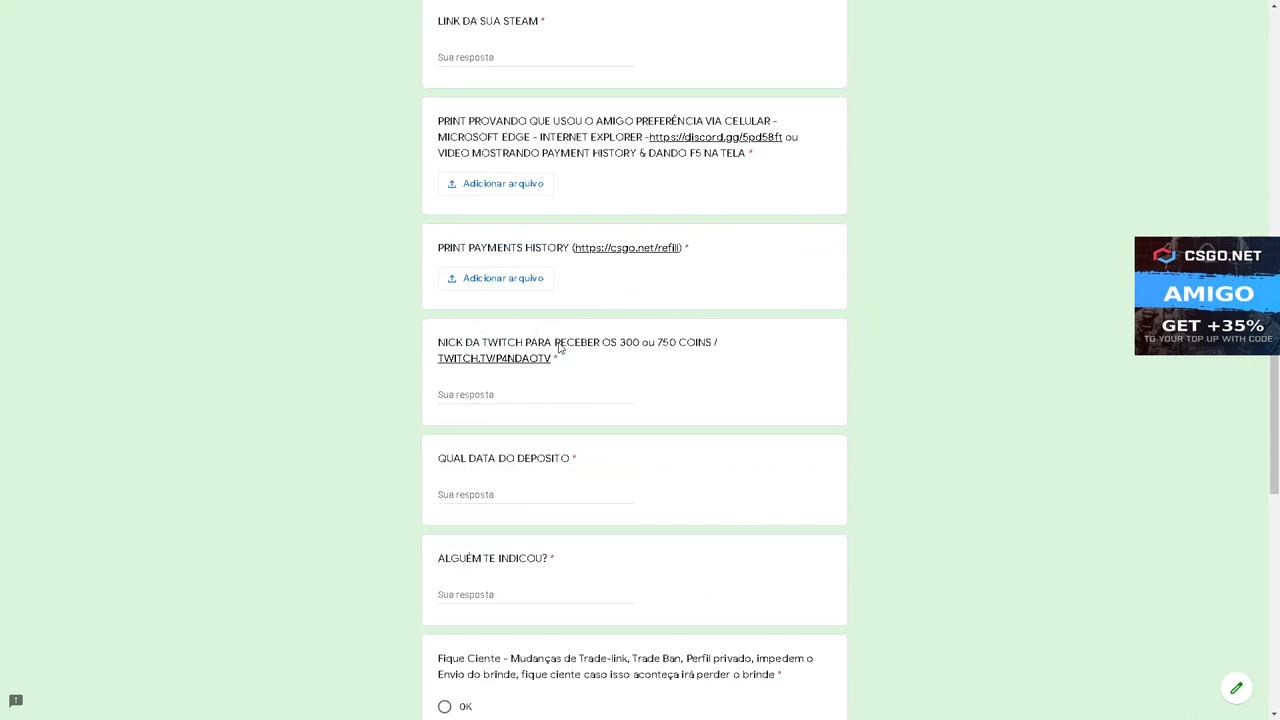 LINK DA SUA STEAM *
Sua resposta
PRINT PROVANDO QUE USOU O AMIGO PREFERÊNCIA VIA CELULAR -
MICROSOFT EDGE - INTERNET EXPLORER -https://discord.gg/5pd58ft ou
VIDEO MOSTRANDO PAYMENT HISTORY & DANDO F5 NA TELA *
Adicionar arquivo
PRINT PAYMENTS HISTORY (https://csgo.net/refill) *
Adicionar arquivo
CSGO.NET
AMIGO
GET +35%
TO YOUR TOP UP WITH CODE
NICK DA TWITCH PARA RECEBER OS 300 ou 750 COINS /
TWITCH.TV/P4NDAOTV *
Sua resposta
QUAL DATA DO DEPOSITO *
Sua resposta
ALGUÉM TE INDICOU? *
Sua resposta
Fique Ciente - Mudanças de Trade-link, Trade Ban, Perfil privado, impedem o
Envio do brinde, fique ciente caso isso aconteça irá perder o brinde *
OK